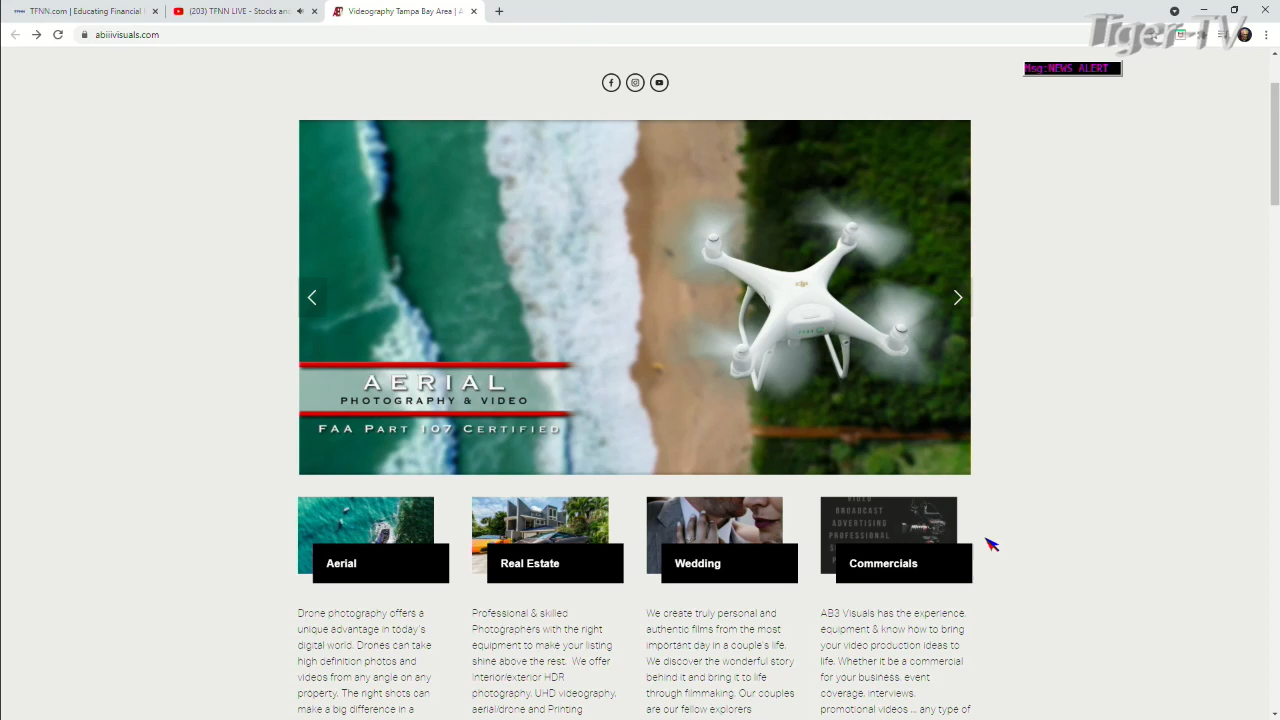 TFNN.com | Educating Financial
(203) TFNN LIVE - Stocks and
Videography Tampa Bay Area | A
abiiivisuals.com
Tiger-TV
Msg:NEWS ALERT
AERIAL
PHOTOGRAPHY & VIDEO
FAA Part 107 Certified
VIDEO
BROADCAST
ADVERTISING
PROFESSIONAL
Aerial
Real Estate
Wedding
Commercials
Drone photography offers a
unique advantage in today's
digital world. Drones can take
high definition photos and
videos from any angle on any
property. The right shots can
make a big difference in a
Professional & skilled
Photographers with the right
equipment to make your listing
shine above the rest. We offer
interior/exterior HDR
photography, UHD videography,
aerial/drone and Printing
We create truly personal and
authentic films from the most
important day in a couple's life.
We discover the wonderful story
behind it and bring it to life
through filmmaking. Our couples
are our fellow explorers
AB3 Visuals has the experience,
equipment & know how to bring
your video production ideas to
life. Whether it be a commercial
for your business, event
coverage, interviews,
promotional videos ... any type of